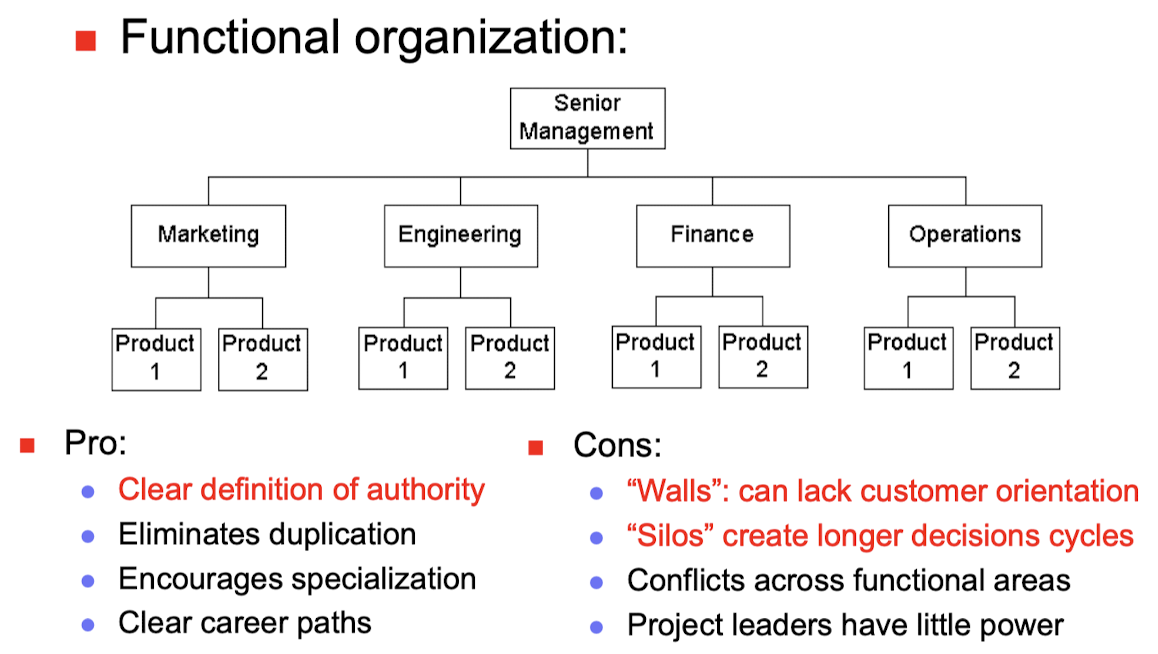 Functional organization:
Senior
Management
Marketing
Engineering
Finance
Operations
Product
1
Product
2
Product
1
Product
2
Product
1
Product
2
Product
1
Product
2
Pro:
Clear definition of authority
Eliminates duplication
Encourages specialization
Clear career paths
Cons:
“Walls”: can lack customer orientation
“Silos” create longer decisions cycles
Conflicts across functional areas
Project leaders have little power